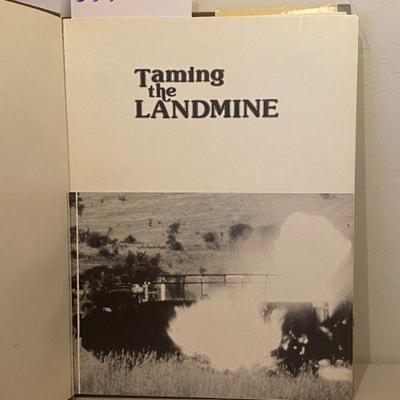 Taming
the
LANDMINE